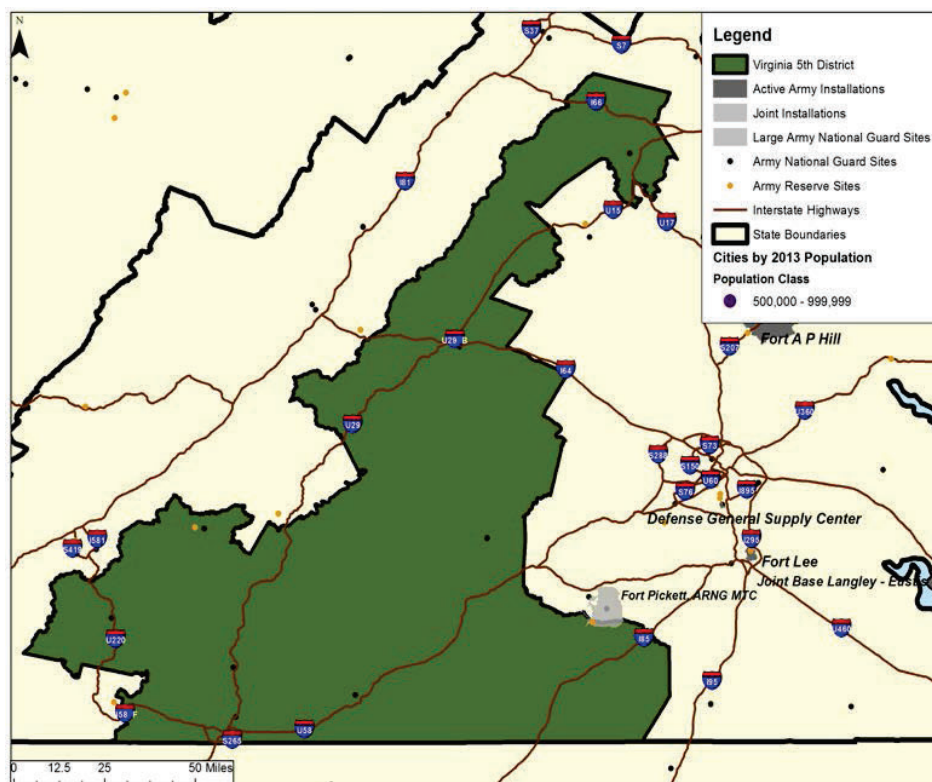 N
S37
S7
I66
I81
U15
U17
U29 B
I64
S207
U29
U360
S288
S73
S150
U60
S76
I895
S419
I581
I295
U220
I85
U460
I95
I58 F
U58
S265
Legend
Virginia 5th District
Active Army Installations
Joint Installations
Large Army National Guard Sites
Army National Guard Sites
Army Reserve Sites
Interstate Highways
State Boundaries
Cities by 2013 Population
Population Class
500,000 - 999,999
Fort A P Hill
Defense General Supply Center
Fort Lee
Joint Base Langley - Eustis
Fort Pickett, ARNG MTC
0 12.5 25 50 Miles